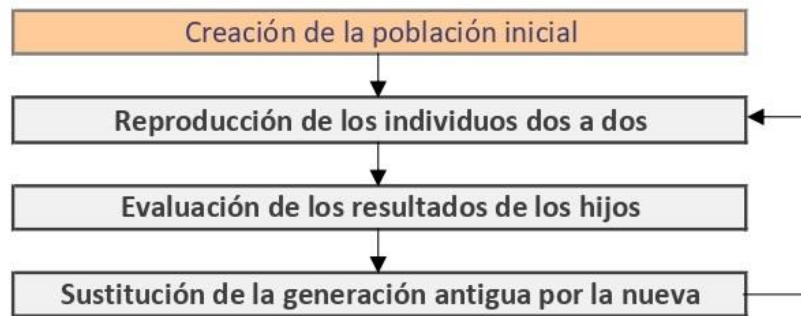 Creación de la población inicial
Reproducción de los individuos dos a dos
Evaluación de los resultados de los hijos
Sustitución de la generación antigua por la nueva